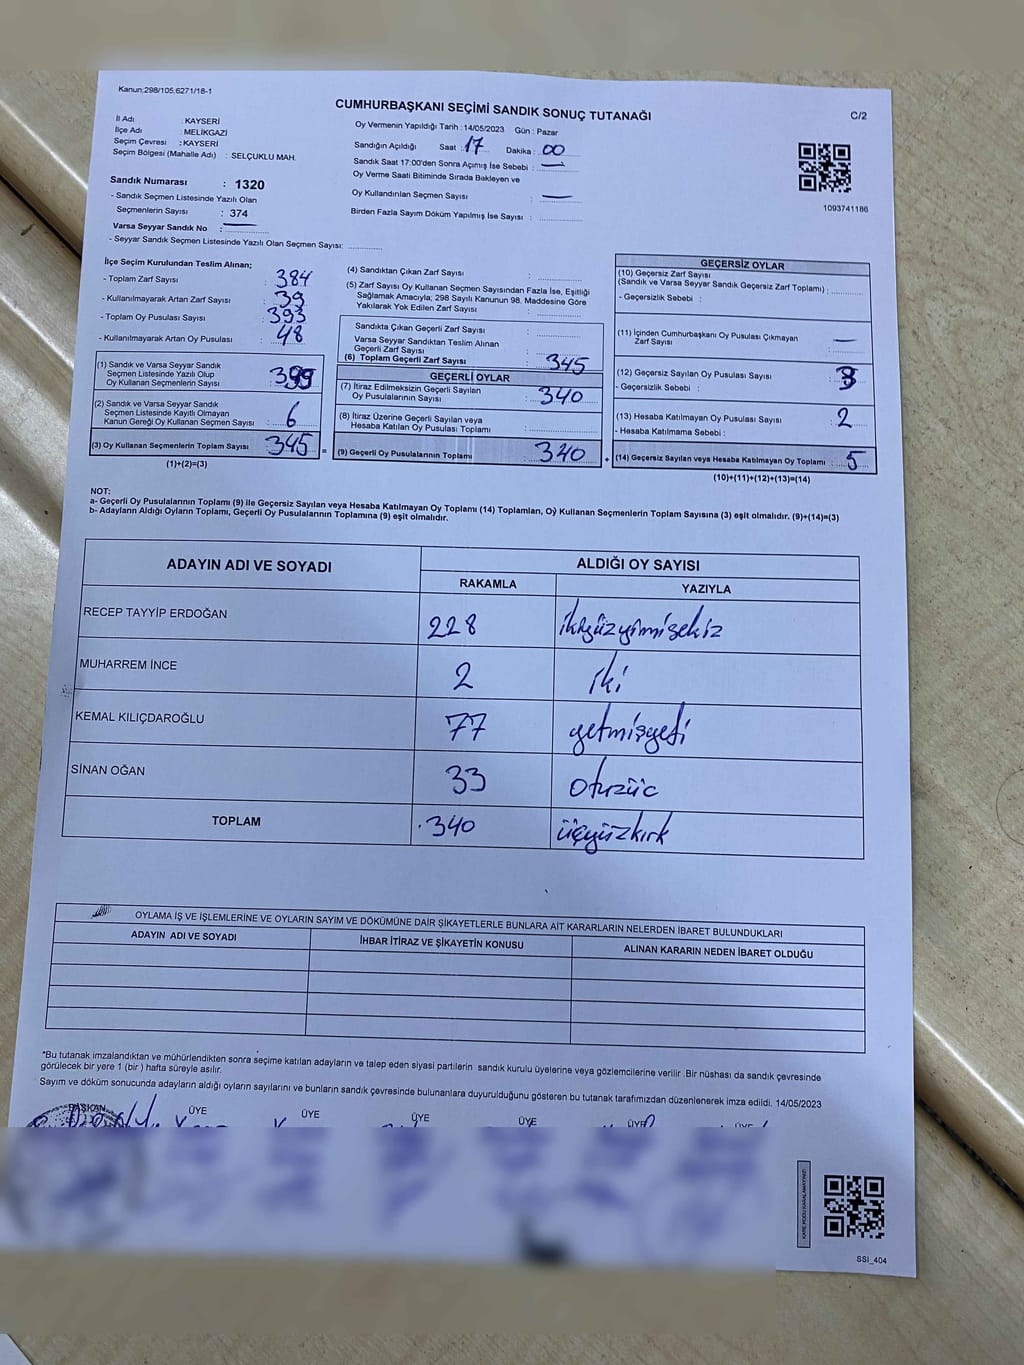 Kanun;298/105;6271/18-1
CUMHURBAŞKANI SEÇİMİ SANDIK SONUÇ TUTANAĞI
C/2
İl Adı : KAYSERİ
İlçe Adı : MELİKGAZİ
Seçim Çevresi : KAYSERİ
Seçim Bölgesi (Mahalle Adı) : SELÇUKLU MAH.
Sandık Numarası : 1320
- Sandık Seçmen Listesinde Yazılı Olan
Seçmenlerin Sayısı : 374
Varsa Seyyar Sandık No :
- Seyyar Sandık Seçmen Listesinde Yazılı Olan Seçmen Sayısı:
Oy Vermenin Yapıldığı Tarih : 14/05/2023 Gün : Pazar
Sandığın Açıldığı Saat : 17 Dakika : 00
Sandık Saat 17:00'den Sonra Açımış İse Sebebi :
Oy Verme Saati Bitiminde Sırada Bekleyen ve
Oy Kullandırılan Seçmen Sayısı :
Birden Fazla Sayım Döküm Yapılmış İse Sayısı :
1093741186
İlçe Seçim Kurulundan Teslim Alınan;
- Toplam Zarf Sayısı : 384
- Kullanılmayarak Artan Zarf Sayısı : 39
- Toplam Oy Pusulası Sayısı : 393
- Kullanılmayarak Artan Oy Pusulası : 48
(1) Sandık ve Varsa Seyyar Sandık
Seçmen Listesinde Yazılı Olup
Oy Kullanan Seçmenlerin Sayısı :
(2) Sandık ve Varsa Seyyar Sandık
Seçmen Listesinde Kayıtlı Olmayan
Kanun Gereği Oy Kullanan Seçmen Sayısı : 6
(3) Oy Kullanan Seçmenlerin Toplam Sayısı : 345
(1)+(2)=(3)
(4) Sandıktan Çıkan Zarf Sayısı :
(5) Zarf Sayısı Oy Kullanan Seçmen Sayısından Fazla İse, Eşitliği
Sağlamak Amacıyla; 298 Sayılı Kanunun 98. Maddesine Göre
Yakılarak Yok Edilen Zarf Sayısı :
Sandıkta Çıkan Geçerli Zarf Sayısı :
Varsa Seyyar Sandıktan Teslim Alınan
Geçerli Zarf Sayısı :
(6) Toplam Geçerli Zarf Sayısı : 345
GEÇERLİ OYLAR
(7) İtiraz Edilmeksizin Geçerli Sayılan
Oy Pusulalarının Sayısı : 340
(8) İtiraz Üzerine Geçerli Sayılan veya
Hesaba Katılan Oy Pusulası Toplamı :
(9) Geçerli Oy Pusulalarının Toplamı : 340
GEÇERSİZ OYLAR
(10) Geçersiz Zarf Sayısı
(Sandık ve Varsa Seyyar Sandık Geçersiz Zarf Toplamı) :
- Geçersizlik Sebebi :
(11) İçinden Cumhurbaşkanı Oy Pusulası Çıkmayan
Zarf Sayısı :
(12) Geçersiz Sayılan Oy Pusulası Sayısı : 3
- Geçersizlik Sebebi :
(13) Hesaba Katılmayan Oy Pusulası Sayısı : 2
- Hesaba Katılmama Sebebi :
(14) Geçersiz Sayılan veya Hesaba Katılmayan Oy Toplamı : 5
(10)+(11)+(12)+(13)=(14)
NOT:
a- Geçerli Oy Pusulalarının Toplamı (9) ile Geçersiz Sayılan veya Hesaba Katılmayan Oy Toplamı (14) Toplamları, Oy Kullanan Seçmenlerin Toplam Sayısına (3) eşit olmalıdır. (9)+(14)=(3)
b- Adayların Aldığı Oyların Toplamı, Geçerli Oy Pusulalarının Toplamına (9) eşit olmalıdır.
ADAYIN ADI VE SOYADI ALDIĞI OY SAYISI
RAKAMLA YAZIYLA
RECEP TAYYİP ERDOĞAN 228 ikiyüzyirmisekiz
MUHARREM İNCE 2 iki
KEMAL KILIÇDAROĞLU 77 yetmişyedi
SİNAN OĞAN 33 otuzüç
TOPLAM 340 üçyüzkırk
OYLAMA İŞ VE İŞLEMLERİNE VE OYLARIN SAYIM VE DÖKÜMÜNE DAİR ŞİKAYETLERLE BUNLARA AİT KARARLARIN NELERDEN İBARET BULUNDUKLARI
ADAYIN ADI VE SOYADI İHBAR İTİRAZ VE ŞİKAYETİN KONUSU ALINAN KARARIN NEDEN İBARET OLDUĞU
*Bu tutanak imzalandıktan ve mühürlendikten sonra seçime katılan adayların ve talep eden siyasi partilerin sandık kurulu üyelerine veya gözlemcilerine verilir .Bir nüshası da sandık çevresinde
görülecek bir yere 1 (bir ) hafta süreyle asılır.
Sayım ve döküm sonucunda adayların aldığı oyların sayılarını ve bunların sandık çevresinde bulunanlara duyurulduğunu gösteren bu tutanak tarafımızdan düzenlenerek imza edildi. 14/05/2023
BAŞKAN ÜYE ÜYE ÜYE ÜYE ÜYE ÜYE
SSI_404